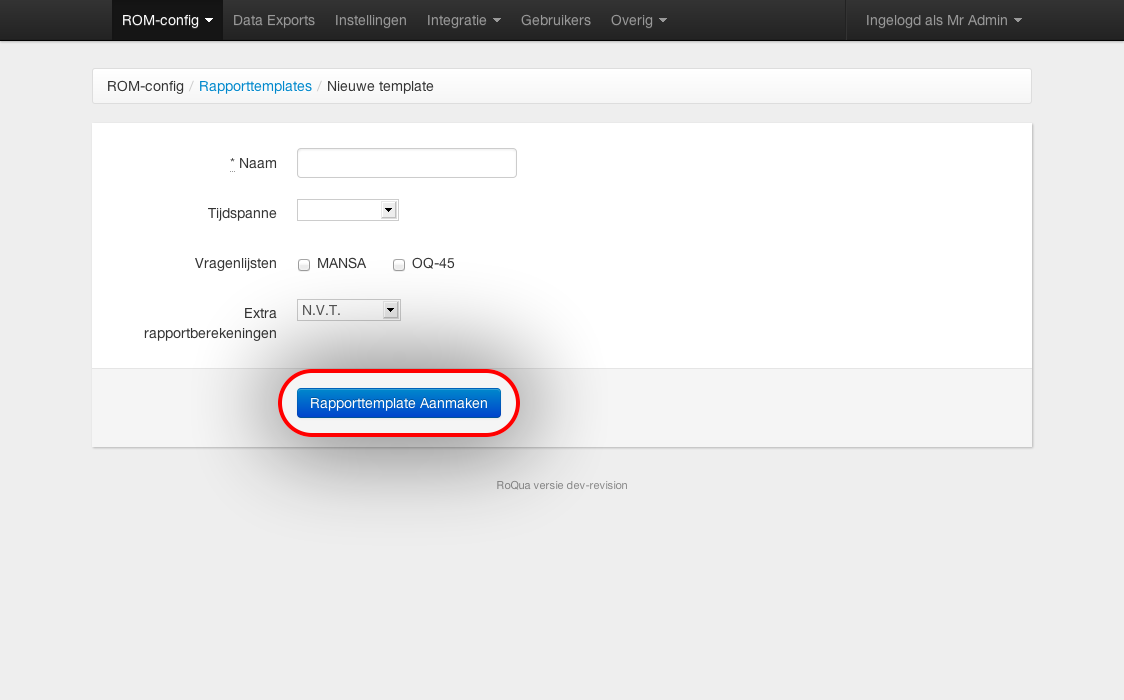 ROM-config Data Exports Instellingen Integratie Gebruikers Overig Ingelogd als Mr Admin
ROM-config / Rapporttemplates / Nieuwe template
* Naam
Tijdspanne
Vragenlijsten MANSA OQ-45
Extra rapportberekeningen N.V.T.
Rapporttemplate Aanmaken
RoQua versie dev-revision